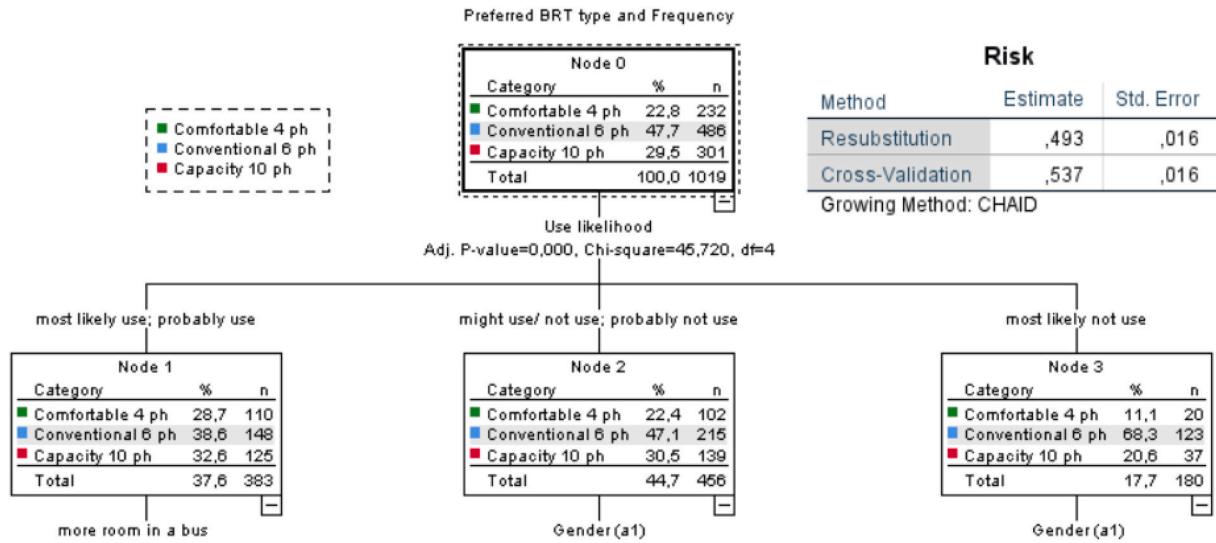 Preferred BRT type and Frequency
Node 0
Category % n
Comfortable 4 ph 22,8 232
Conventional 6 ph 47,7 486
Capacity 10 ph 29,5 301
Total 100,0 1019
Comfortable 4 ph
Conventional 6 ph
Capacity 10 ph
Risk
Method Estimate Std. Error
Resubstitution ,493 ,016
Cross-Validation ,537 ,016
Growing Method: CHAID
Use likelihood
Adj. P-value=0,000, Chi-square=45,720, df=4
most likely use; probably use
might use/ not use; probably not use
most likely not use
Node 1
Category % n
Comfortable 4 ph 28,7 110
Conventional 6 ph 38,6 148
Capacity 10 ph 32,6 125
Total 37,6 383
more room in a bus
Node 2
Category % n
Comfortable 4 ph 22,4 102
Conventional 6 ph 47,1 215
Capacity 10 ph 30,5 139
Total 44,7 456
Gender (a1)
Node 3
Category % n
Comfortable 4 ph 11,1 20
Conventional 6 ph 68,3 123
Capacity 10 ph 20,6 37
Total 17,7 180
Gender (a1)